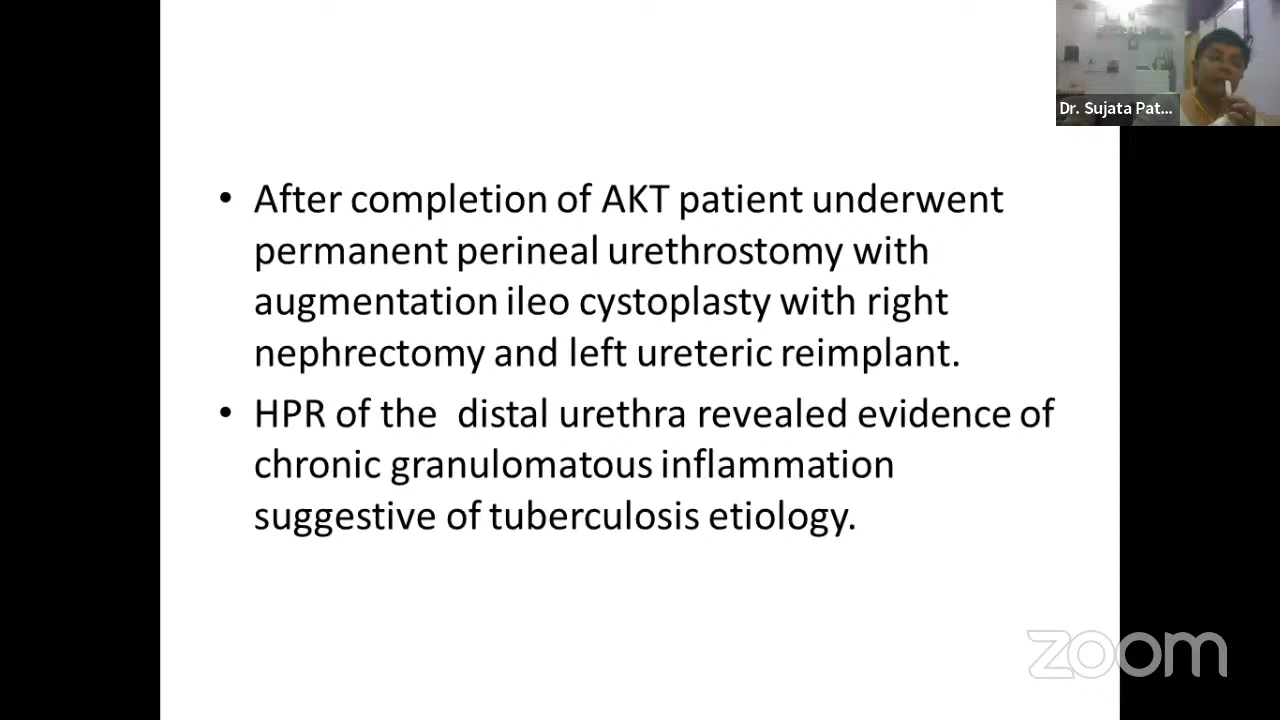 Dr. Sujata Pat...
• After completion of AKT patient underwent
permanent perineal urethrostomy with
augmentation ileo cystoplasty with right
nephrectomy and left ureteric reimplant.
• HPR of the distal urethra revealed evidence of
chronic granulomatous inflammation
suggestive of tuberculosis etiology.
zoom